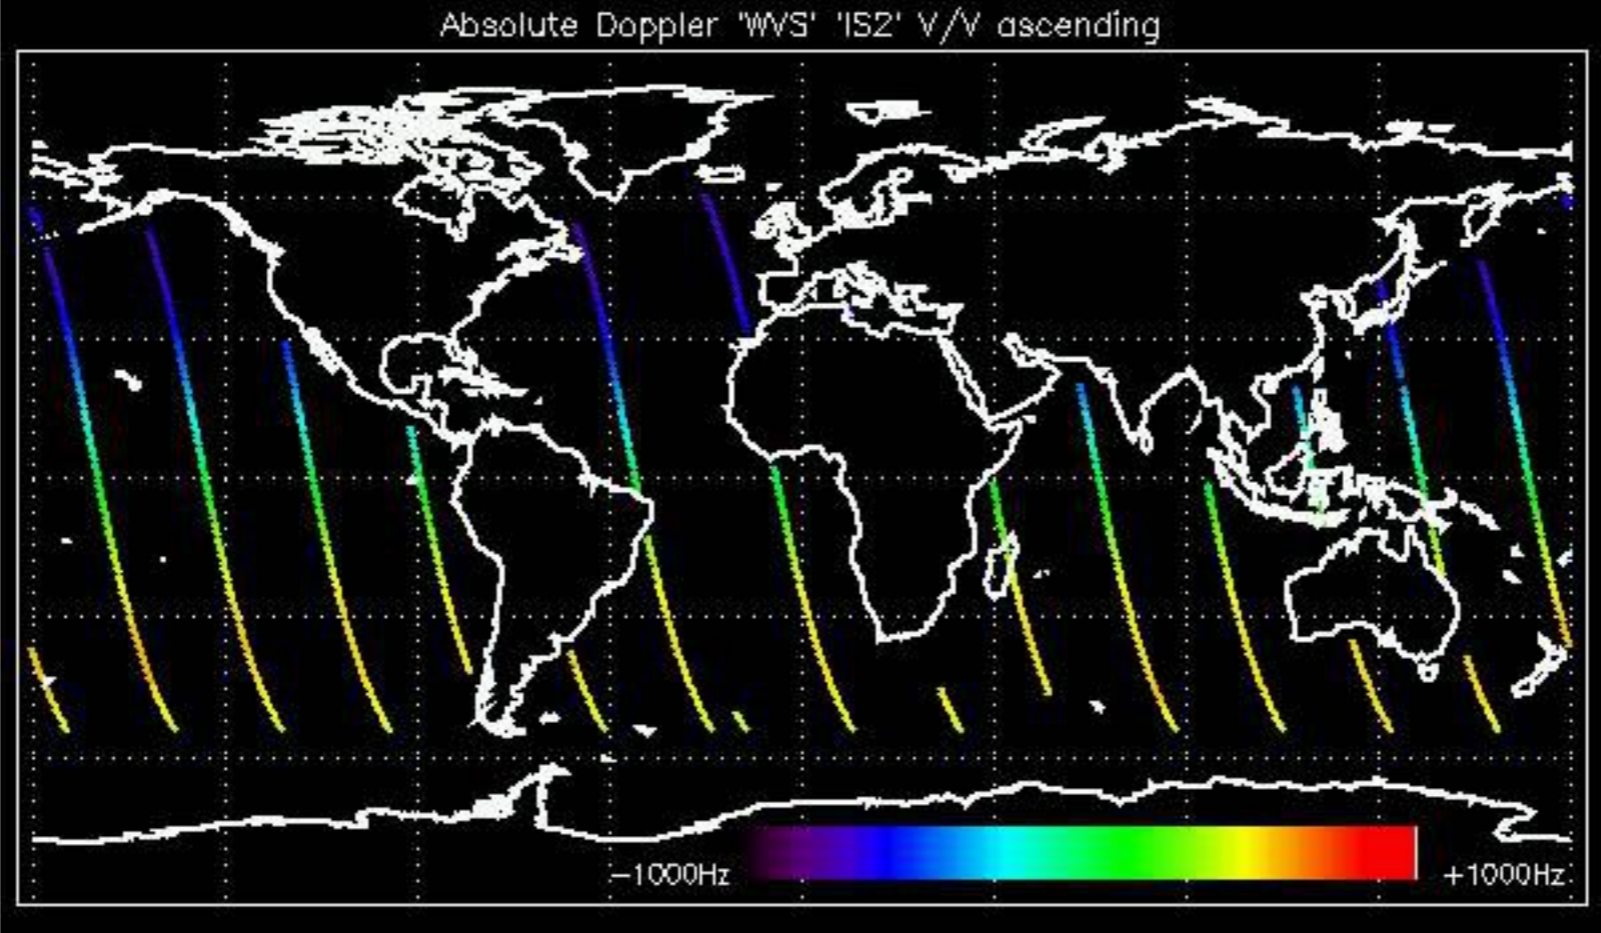 Absolute Doppler 'WVS' 'IS2' V/V ascending
−1000Hz +1000Hz